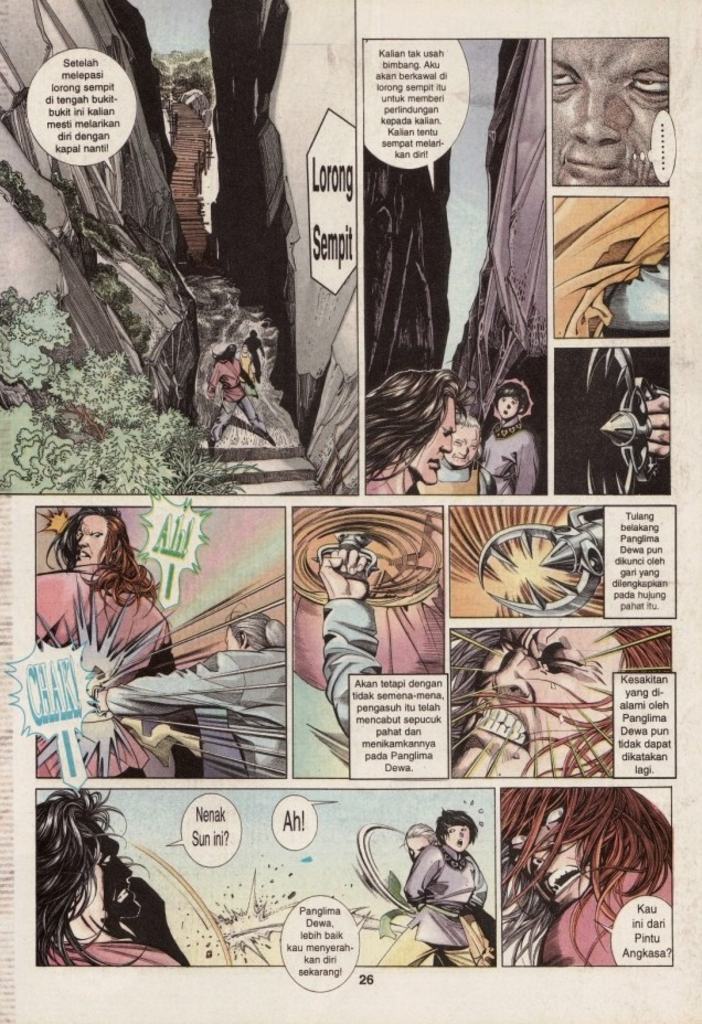 Setelah
melepasi
lorong sempit
di tengah bukit-
bukit ini kalian
mesti melarikan
diri dengan
kapal nanti!
Lorong
Sempit
Kalian tak usah
bimbang. Aku
akan berkawal di
lorong sempit itu
untuk memberi
perlindungan
kepada kalian.
Kalian tentu
sempat melari-
kan diri!
........
Ah!
CHAK!
Akan tetapi dengan
tidak semena-mena,
pengasuh itu telah
mencabut sepucuk
pahat dan
menikamkannya
pada Panglima
Dewa.
Tulang
belakang
Panglima
Dewa pun
dikunci oleh
gari yang
dilengkapkan
pada hujung
pahat itu.
Kesakitan
yang di-
alami oleh
Panglima
Dewa pun
tidak dapat
dikatakan
lagi.
Nenak
Sun ini?
Ah!
Panglima
Dewa,
lebih baik
kau menyerah-
kan diri
sekarang!
Kau
ini dari
Pintu
Angkasa?
26